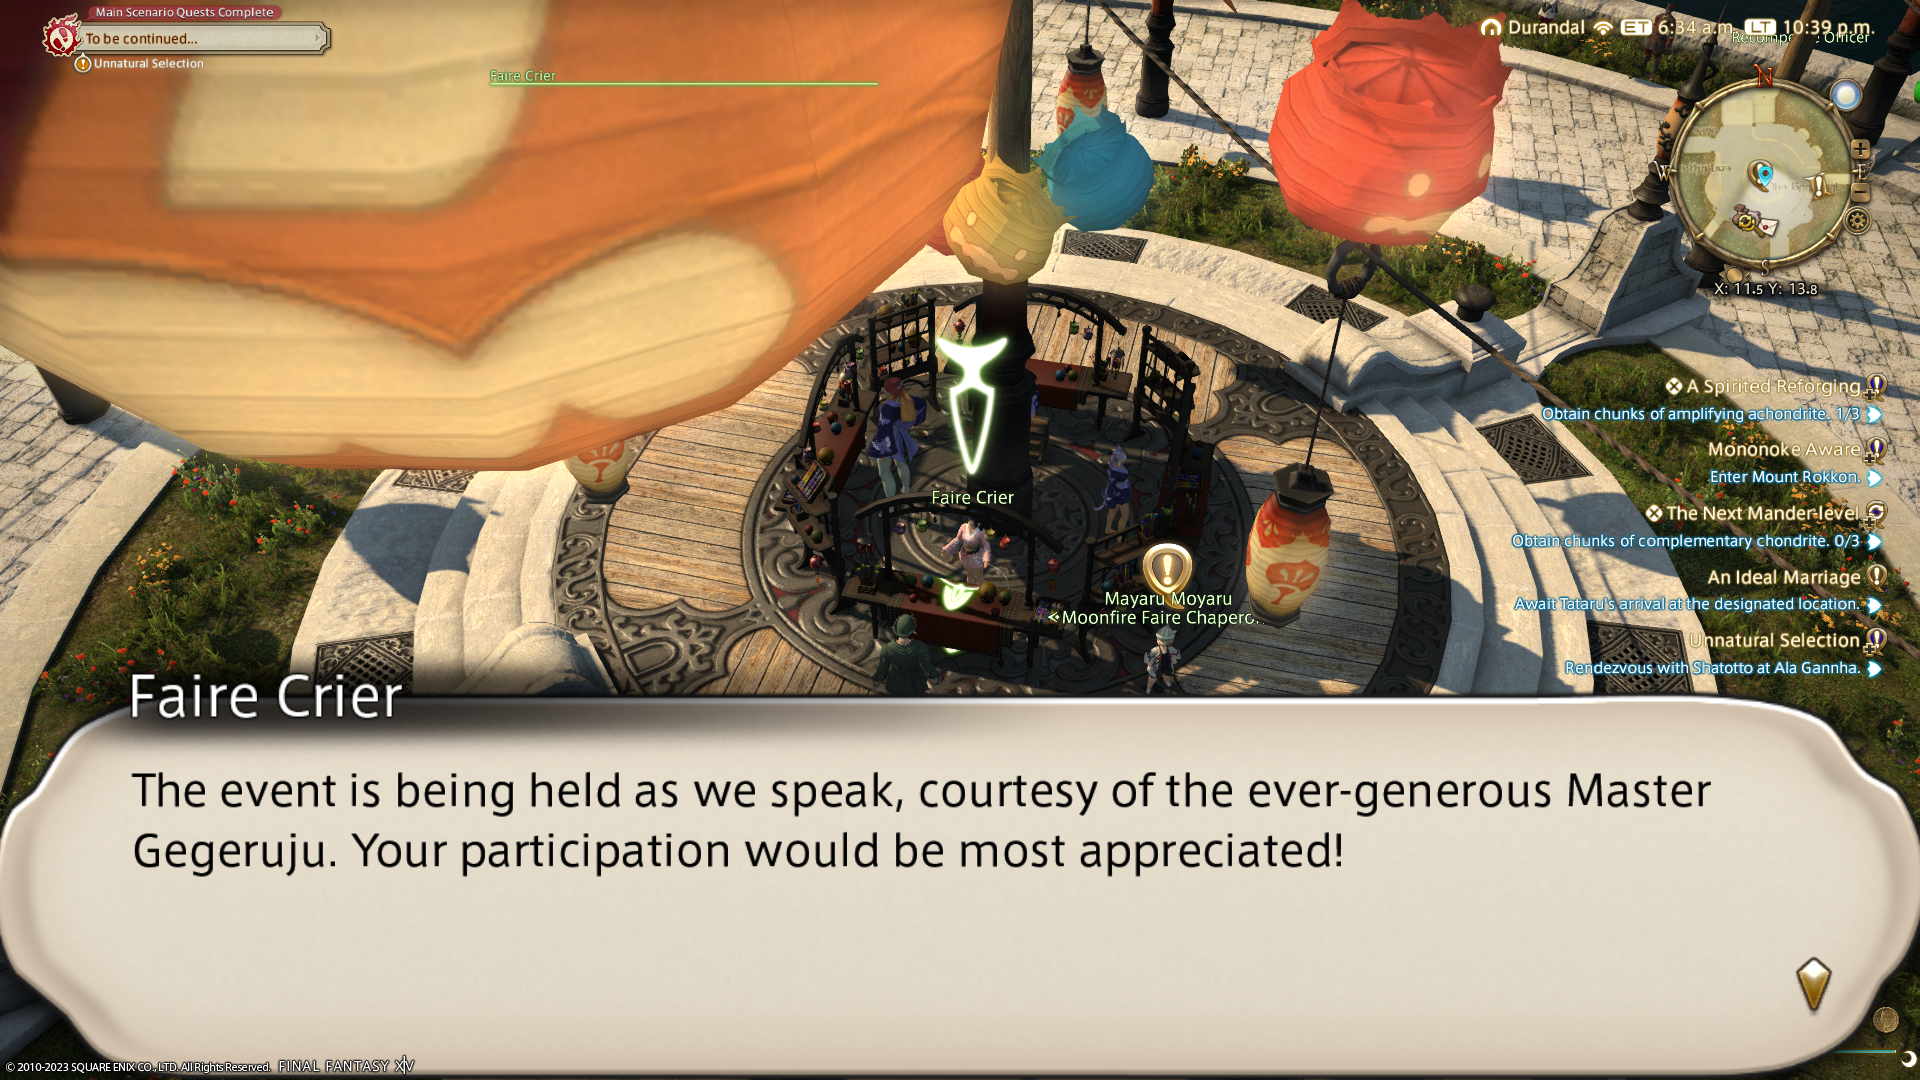 Main Scenario Quests Complete
To be continued...
Unnatural Selection
Faire Crier
Durandal ET 6:34 a.m. LT 10:39 p.m.
Officer
N
W
E
S
X: 11.5 Y: 13.8
A Spirited Reforging
Obtain chunks of amplifying achondrite. 1/3
Mononoke Aware
Enter Mount Rokkon.
The Next Mander-level
Obtain chunks of complementary chondrite. 0/3
An Ideal Marriage
Await Tataru's arrival at the designated location.
Unnatural Selection
Rendezvous with Shatotto at Ala Gannha.
Faire Crier
Mayaru Moyaru
Moonfire Faire Chapero...
Faire Crier
The event is being held as we speak, courtesy of the ever-generous Master
Gegeruju. Your participation would be most appreciated!
© 2010-2023 SQUARE ENIX CO., LTD. All Rights Reserved. FINAL FANTASY XIV